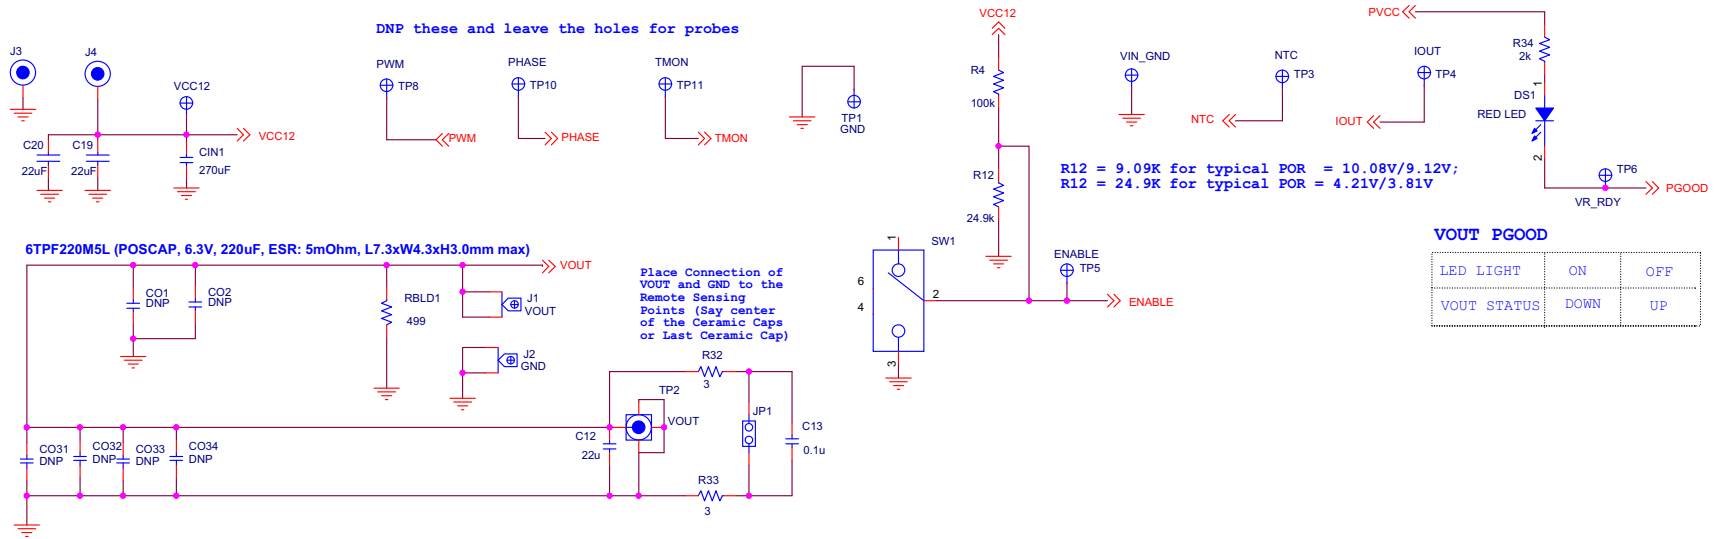 DNP these and leave the holes for probes
J3
J4
VCC12
VCC12
C20
22uF
C19
22uF
CIN1
270uF
PWM
TP8
PWM
PHASE
TP10
PHASE
TMON
TP11
TMON
TP1
GND
VCC12
R4
100k
R12
24.9k
VIN_GND
NTC
TP3
NTC
IOUT
TP4
IOUT
PVCC
R34
2k
1
DS1
RED LED
2
TP6
VR_RDY
PGOOD
R12 = 9.09K for typical POR  = 10.08V/9.12V;
R12 = 24.9K for typical POR = 4.21V/3.81V
SW1
1
6
4
2
3
ENABLE
TP5
ENABLE
VOUT PGOOD
LED LIGHT ON OFF
VOUT STATUS DOWN UP
6TPF220M5L (POSCAP, 6.3V, 220uF, ESR: 5mOhm, L7.3xW4.3xH3.0mm max)
VOUT
CO1
DNP
CO2
DNP
RBLD1
499
J1
VOUT
J2
GND
Place Connection of
VOUT and GND to the
Remote Sensing
Points (Say center
of the Ceramic Caps
or Last Ceramic Cap)
R32
3
TP2
VOUT
JP1
C13
0.1u
C12
22u
R33
3
CO31
DNP
CO32
DNP
CO33
DNP
CO34
DNP